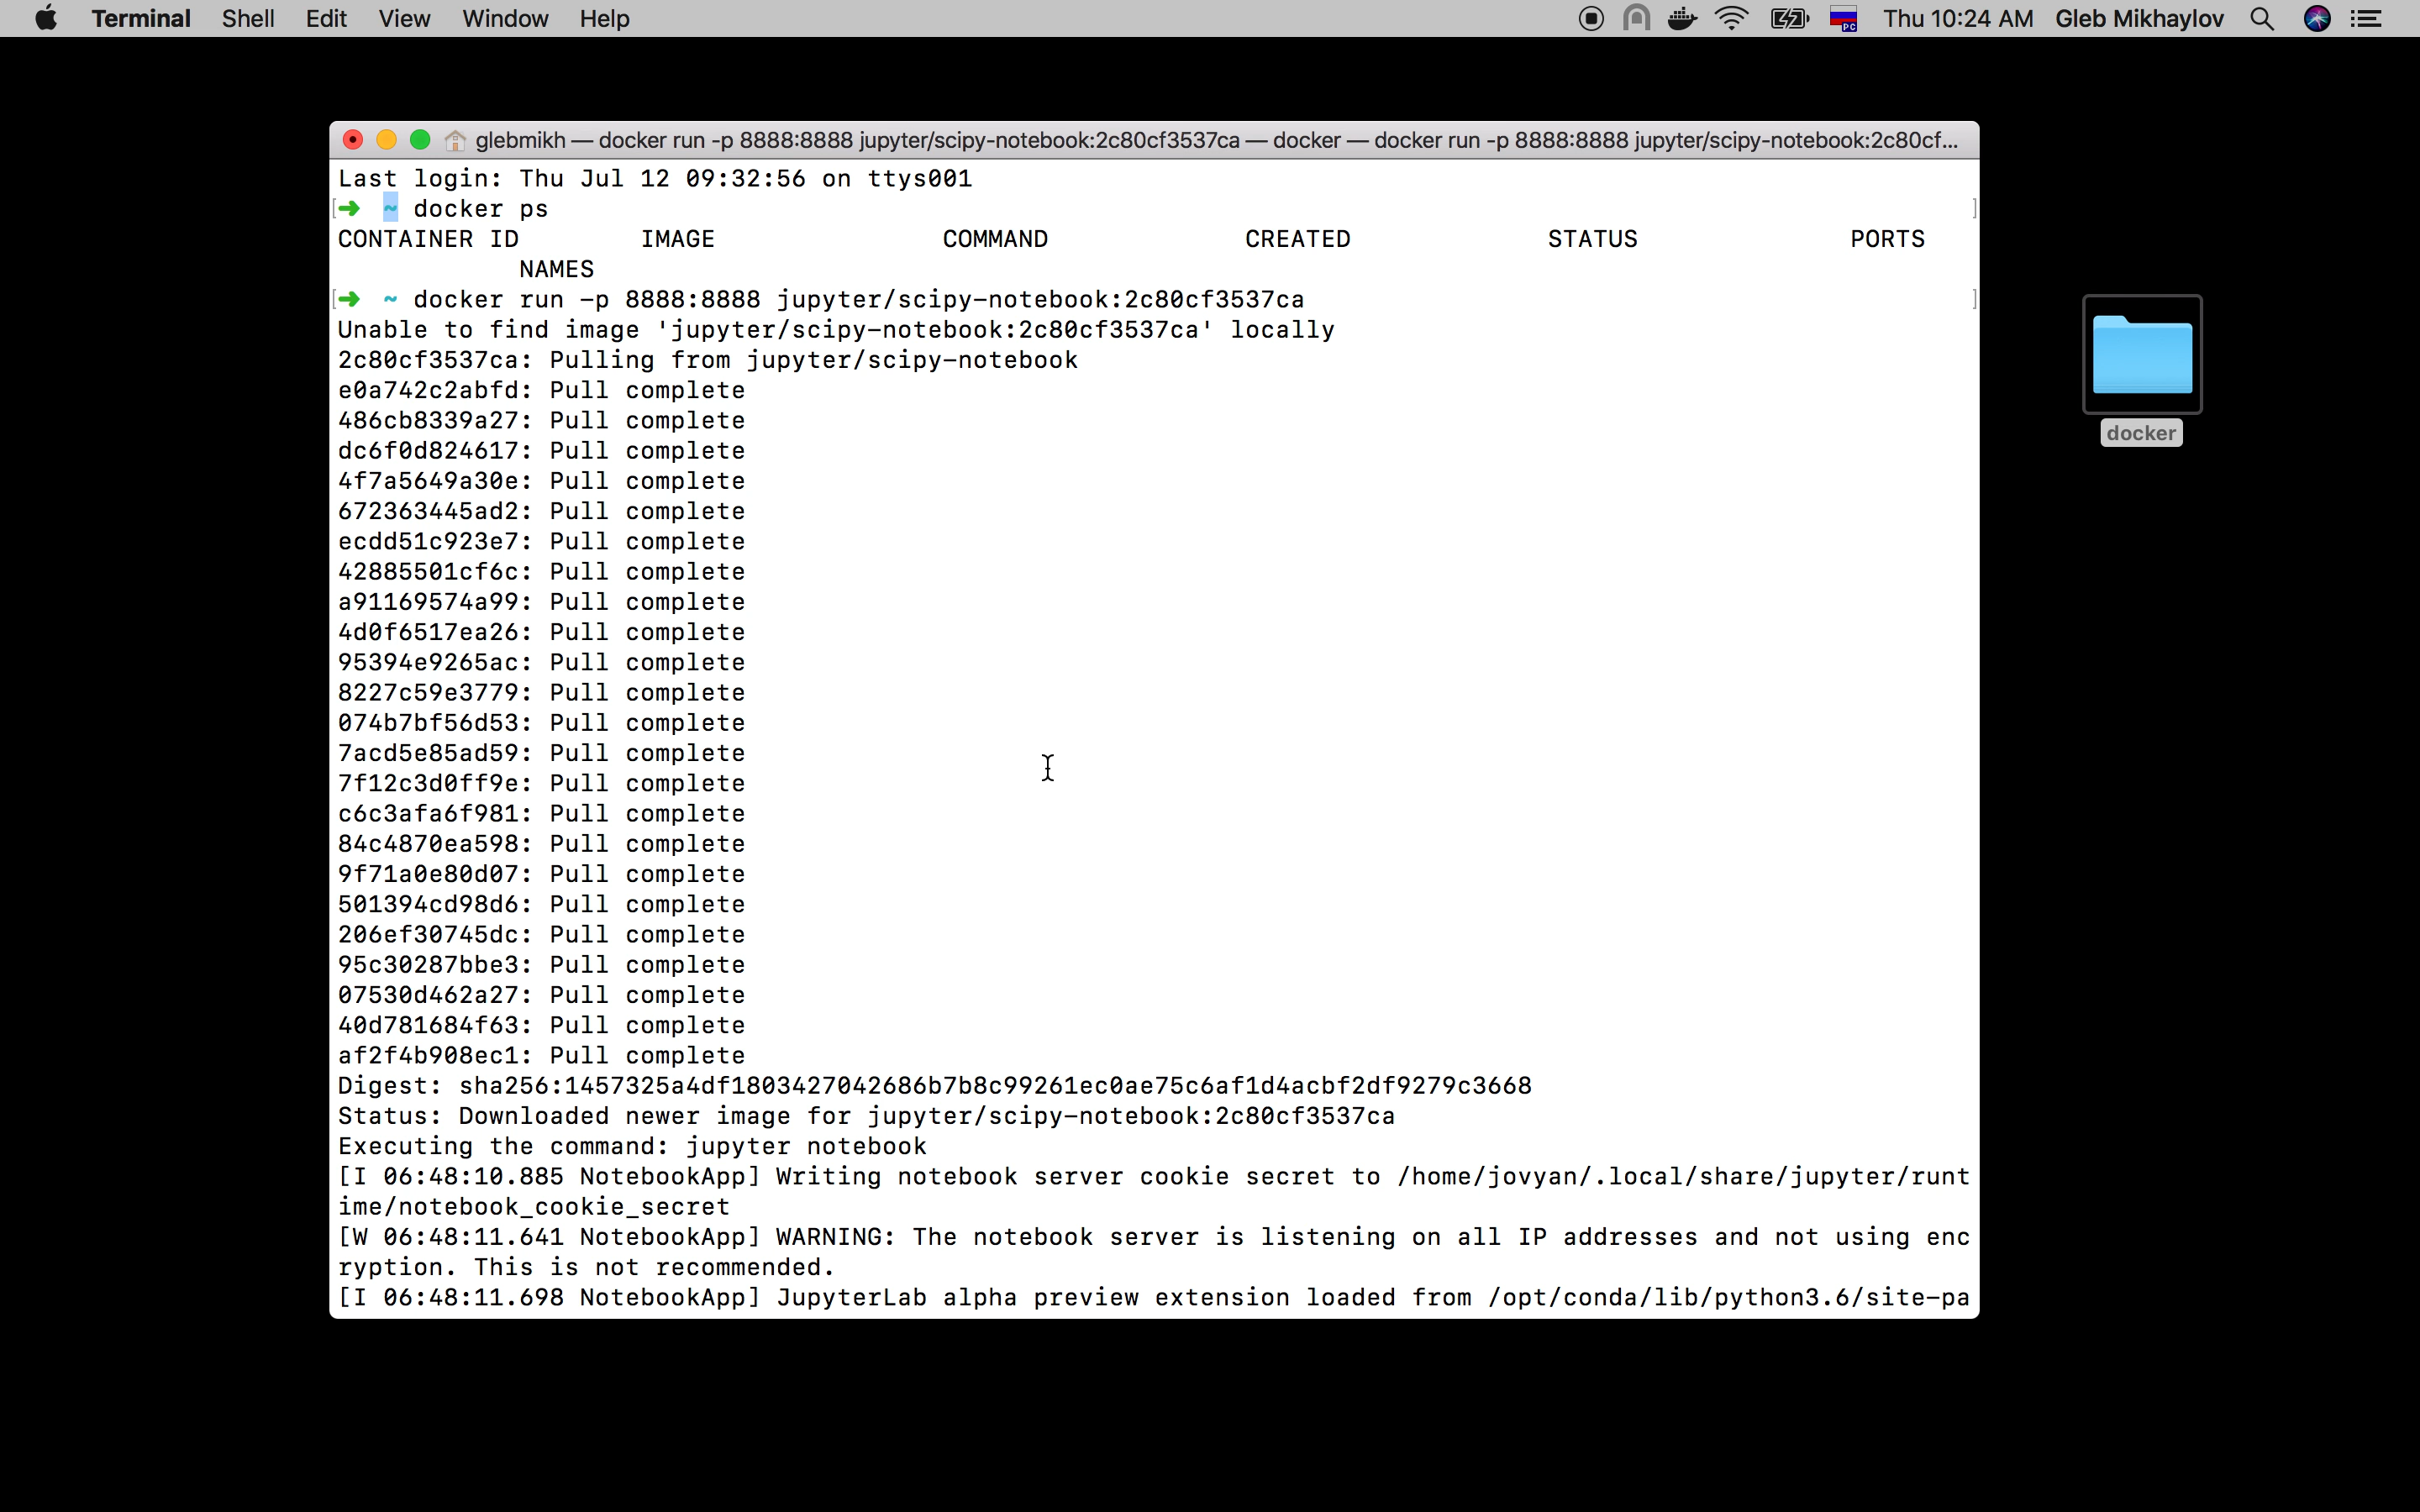 Terminal Shell Edit View Window Help PC Thu 10:24 AM Gleb Mikhaylov
glebmikh — docker run -p 8888:8888 jupyter/scipy-notebook:2c80cf3537ca — docker — docker run -p 8888:8888 jupyter/scipy-notebook:2c80cf...
Last login: Thu Jul 12 09:32:56 on ttys001
[➜ ~ docker ps ]
CONTAINER ID IMAGE COMMAND CREATED STATUS PORTS
NAMES
[➜ ~ docker run -p 8888:8888 jupyter/scipy-notebook:2c80cf3537ca ]
Unable to find image 'jupyter/scipy-notebook:2c80cf3537ca' locally
2c80cf3537ca: Pulling from jupyter/scipy-notebook
e0a742c2abfd: Pull complete
486cb8339a27: Pull complete
dc6f0d824617: Pull complete
4f7a5649a30e: Pull complete
672363445ad2: Pull complete
ecdd51c923e7: Pull complete
42885501cf6c: Pull complete
a91169574a99: Pull complete
4d0f6517ea26: Pull complete
95394e9265ac: Pull complete
8227c59e3779: Pull complete
074b7bf56d53: Pull complete
7acd5e85ad59: Pull complete
7f12c3d0ff9e: Pull complete
c6c3afa6f981: Pull complete
84c4870ea598: Pull complete
9f71a0e80d07: Pull complete
501394cd98d6: Pull complete
206ef30745dc: Pull complete
95c30287bbe3: Pull complete
07530d462a27: Pull complete
40d781684f63: Pull complete
af2f4b908ec1: Pull complete
Digest: sha256:1457325a4df1803427042686b7b8c99261ec0ae75c6af1d4acbf2df9279c3668
Status: Downloaded newer image for jupyter/scipy-notebook:2c80cf3537ca
Executing the command: jupyter notebook
[I 06:48:10.885 NotebookApp] Writing notebook server cookie secret to /home/jovyan/.local/share/jupyter/runt
ime/notebook_cookie_secret
[W 06:48:11.641 NotebookApp] WARNING: The notebook server is listening on all IP addresses and not using enc
ryption. This is not recommended.
[I 06:48:11.698 NotebookApp] JupyterLab alpha preview extension loaded from /opt/conda/lib/python3.6/site-pa
docker